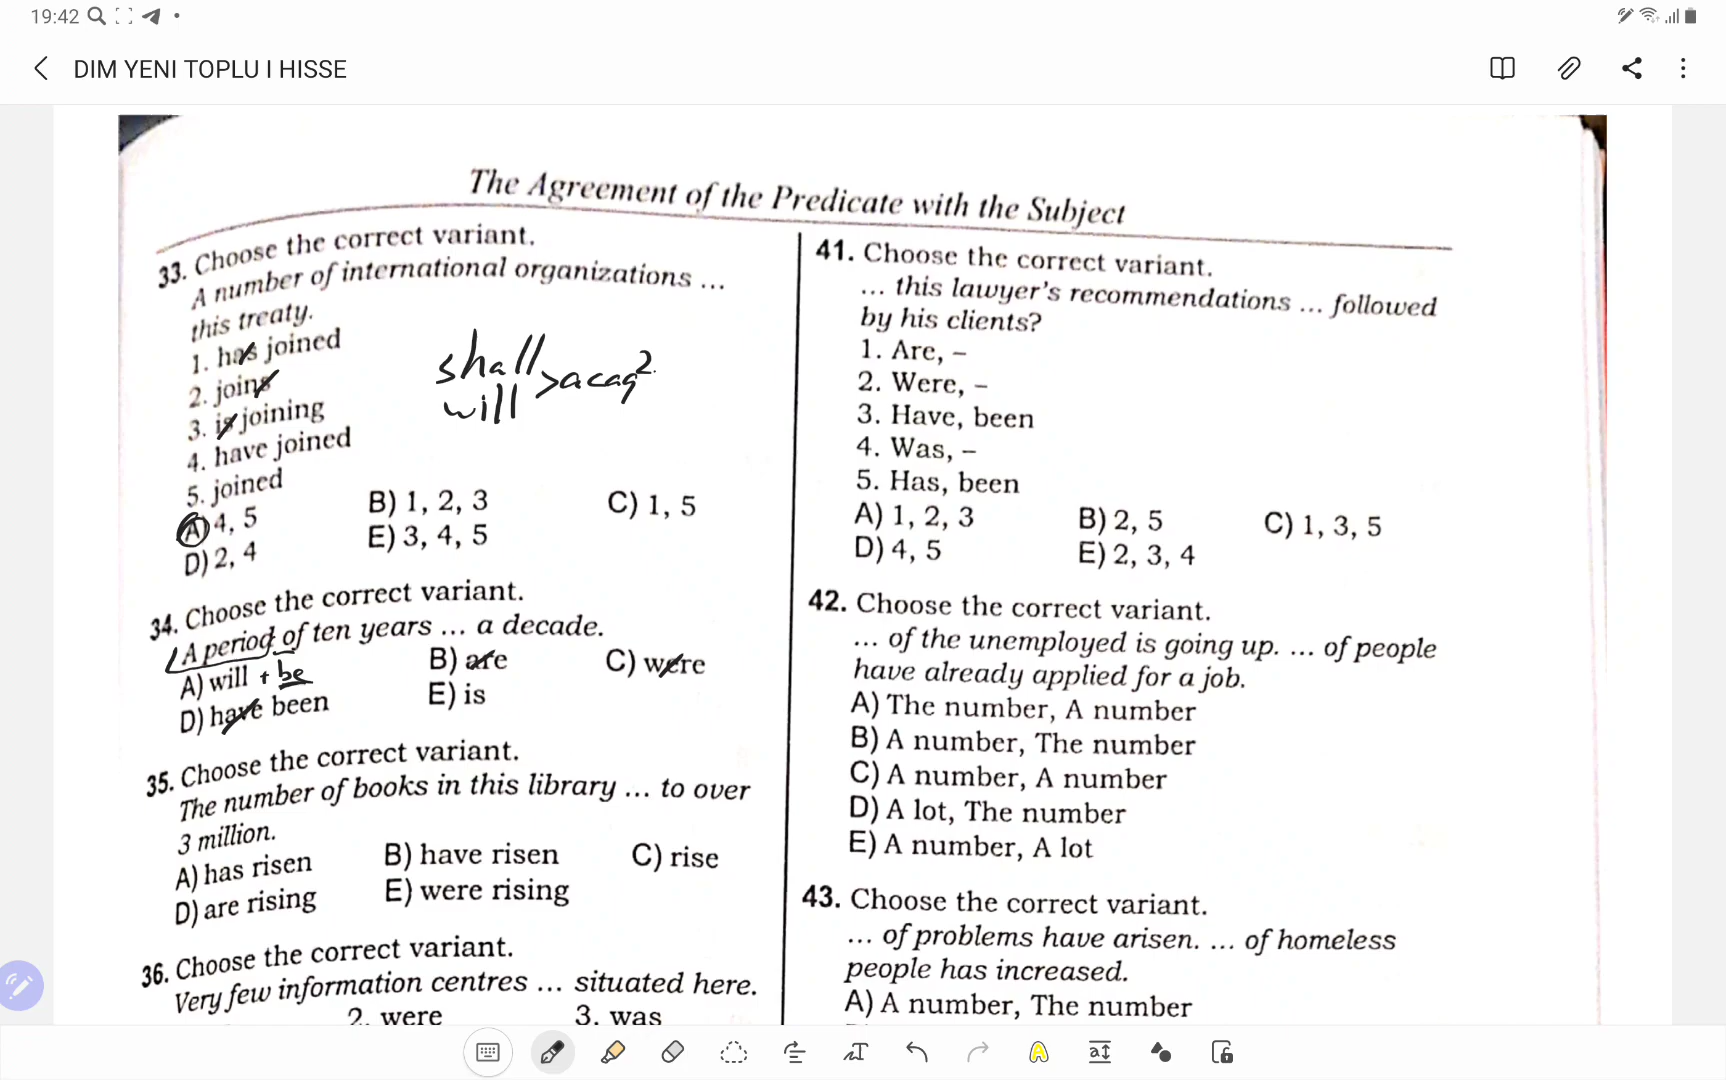 19:42
DIM YENI TOPLU I HISSE
The Agreement of the Predicate with the Subject
33. Choose the correct variant.
A number of international organizations ...
this treaty.
1. has joined
2. joins
3. is joining
4. have joined
5. joined
A) 4, 5
B) 1, 2, 3
C) 1, 5
D) 2, 4
E) 3, 4, 5
shall
will
>acaq2
34. Choose the correct variant.
A period of ten years ... a decade.
A) will + be
B) are
C) were
D) have been
E) is
35. Choose the correct variant.
The number of books in this library ... to over
3 million.
A) has risen
B) have risen
C) rise
D) are rising
E) were rising
36. Choose the correct variant.
Very few information centres ... situated here.
2. were
3. was
41. Choose the correct variant.
... this lawyer's recommendations ... followed
by his clients?
1. Are, –
2. Were, –
3. Have, been
4. Was, –
5. Has, been
A) 1, 2, 3
B) 2, 5
C) 1, 3, 5
D) 4, 5
E) 2, 3, 4
42. Choose the correct variant.
... of the unemployed is going up. ... of people
have already applied for a job.
A) The number, A number
B) A number, The number
C) A number, A number
D) A lot, The number
E) A number, A lot
43. Choose the correct variant.
... of problems have arisen. ... of homeless
people has increased.
A) A number, The number